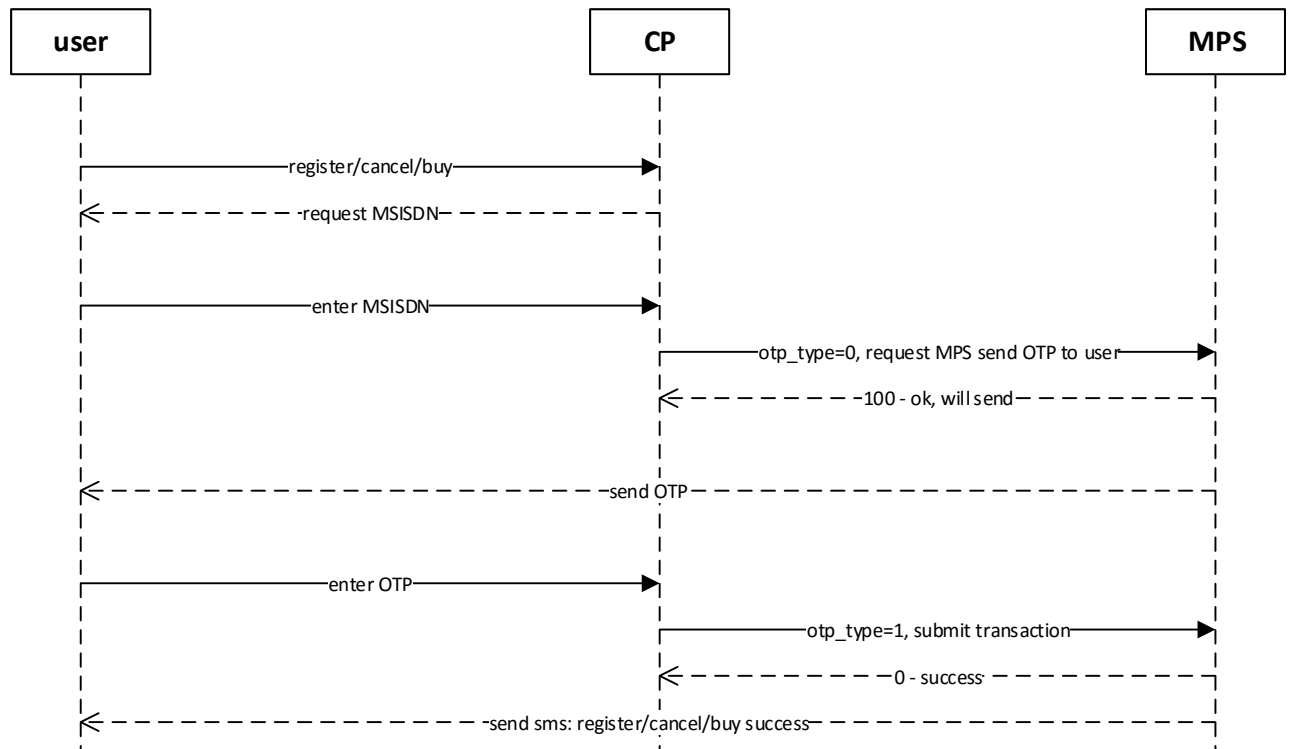 user
CP
MPS
register/cancel/buy
request MSISDN
enter MSISDN
otp_type=0, request MPS send OTP to user
100 - ok, will send
send OTP
enter OTP
otp_type=1, submit transaction
0 - success
send sms: register/cancel/buy success